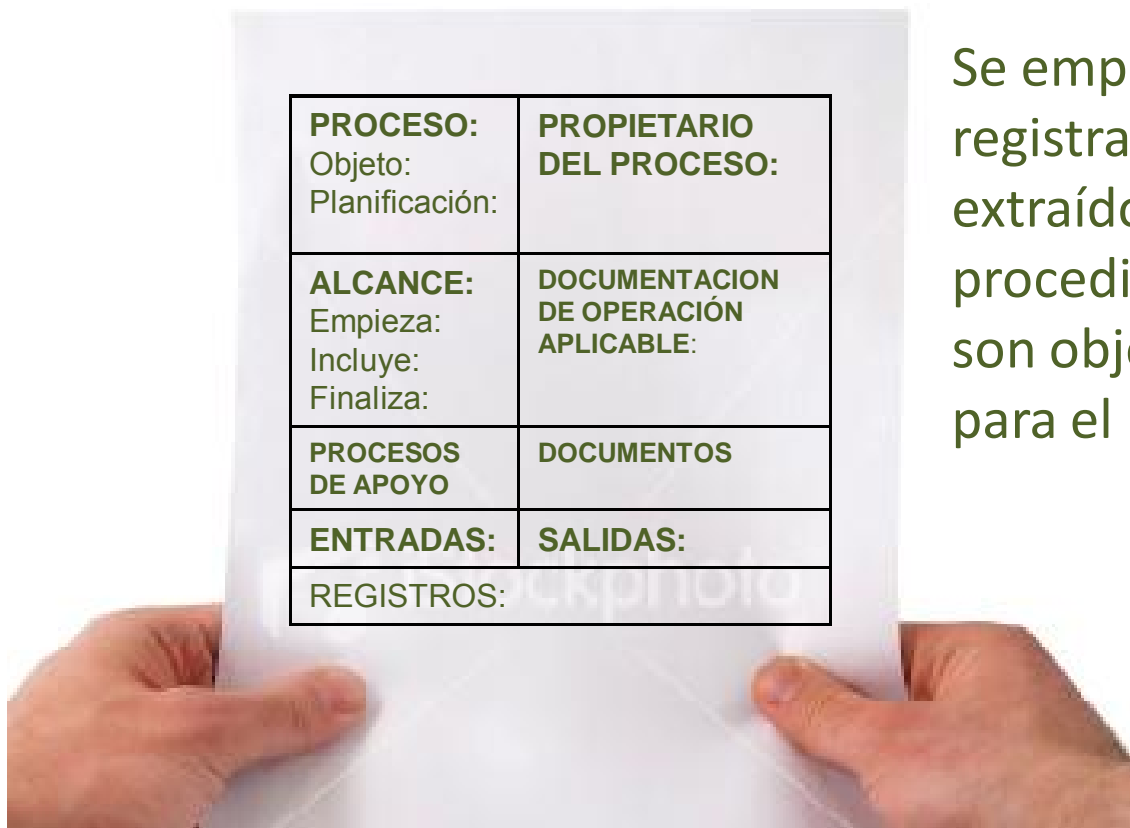 PROCESO:
Objeto:
Planificación:
PROPIETARIO
DEL PROCESO:
ALCANCE:
Empieza:
Incluye:
Finaliza:
DOCUMENTACION
DE OPERACIÓN
APLICABLE:
PROCESOS
DE APOYO
DOCUMENTOS
ENTRADAS:
SALIDAS:
REGISTROS:
Se emp
registra
extraído
procedi
son obj
para el